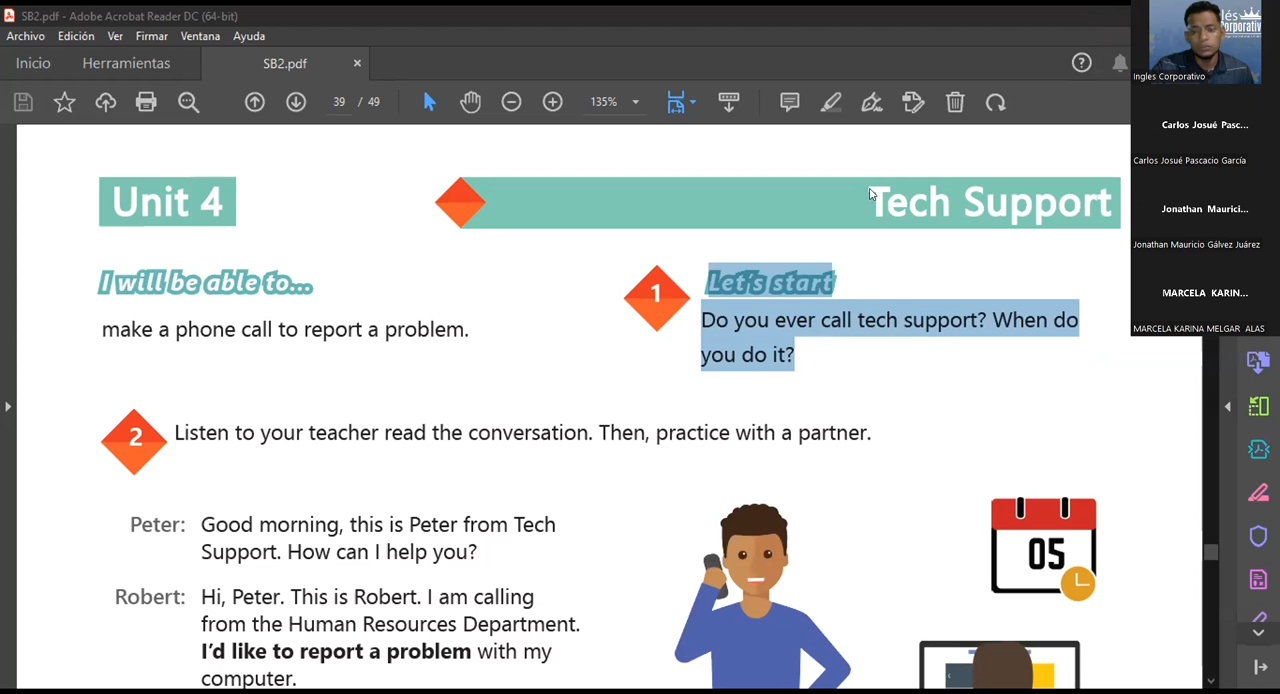 SB2.pdf - Adobe Acrobat Reader DC (64-bit)
Archivo Edición Ver Firmar Ventana Ayuda
Inicio Herramientas SB2.pdf
39 / 49 135%
Unit 4
Tech Support
I will be able to...
make a phone call to report a problem.
1
Let's start
Do you ever call tech support? When do
you do it?
2
Listen to your teacher read the conversation. Then, practice with a partner.
Peter: Good morning, this is Peter from Tech
Support. How can I help you?
Robert: Hi, Peter. This is Robert. I am calling
from the Human Resources Department.
I'd like to report a problem with my
computer.
05
Ingles Corporativo
Carlos Josué Pasc...
Carlos Josué Pascacio García
Jonathan Maurici...
Jonathan Mauricio Gálvez Juárez
MARCELA KARIN...
MARCELA KARINA MELGAR ALAS